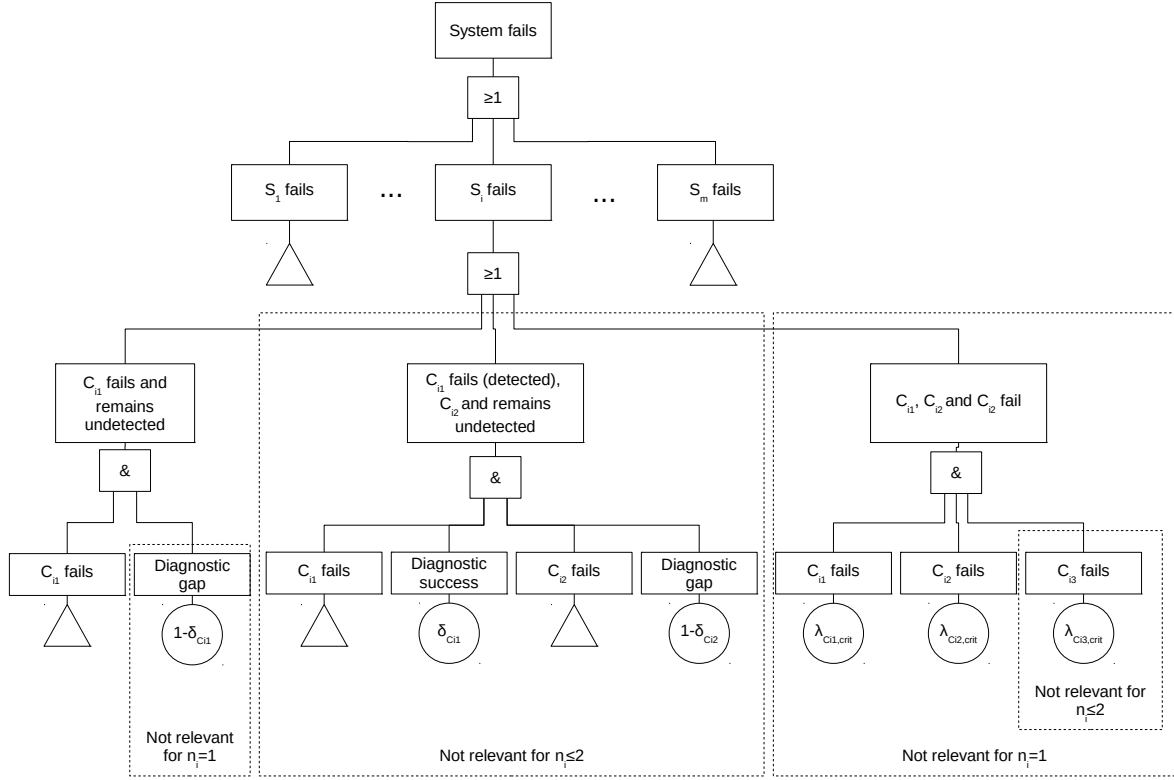 System fails
≥1
S1 fails
...
Si fails
...
Sm fails
≥1
Ci1 fails and
remains
undetected
Ci1 fails (detected),
Ci2 and remains
undetected
Ci1, Ci2 and Ci2 fail
&
&
&
Ci1 fails
Diagnostic
gap
Ci1 fails
Diagnostic
success
Ci2 fails
Diagnostic
gap
Ci1 fails
Ci2 fails
Ci3 fails
1-δCi1
δCi1
1-δCi2
λCi1,crit
λCi2,crit
λCi3,crit
Not relevant for
ni≤2
Not relevant
for ni=1
Not relevant for ni≤2
Not relevant for ni=1